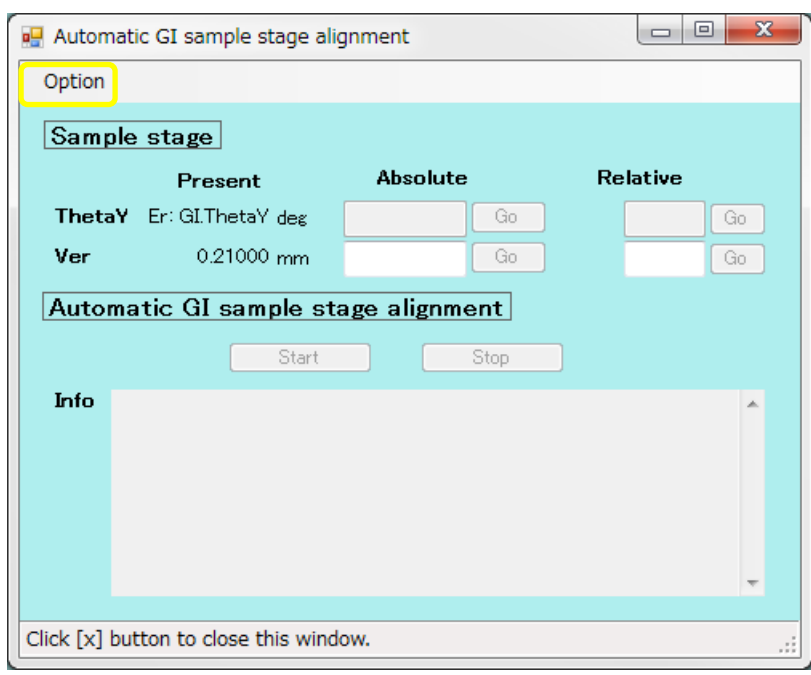 Automatic GI sample stage alignment
Option
Sample stage
Present Absolute Relative
ThetaY Er: GI.ThetaY deg Go Go
Ver 0.21000 mm Go Go
Automatic GI sample stage alignment
Start Stop
Info
Click [x] button to close this window.